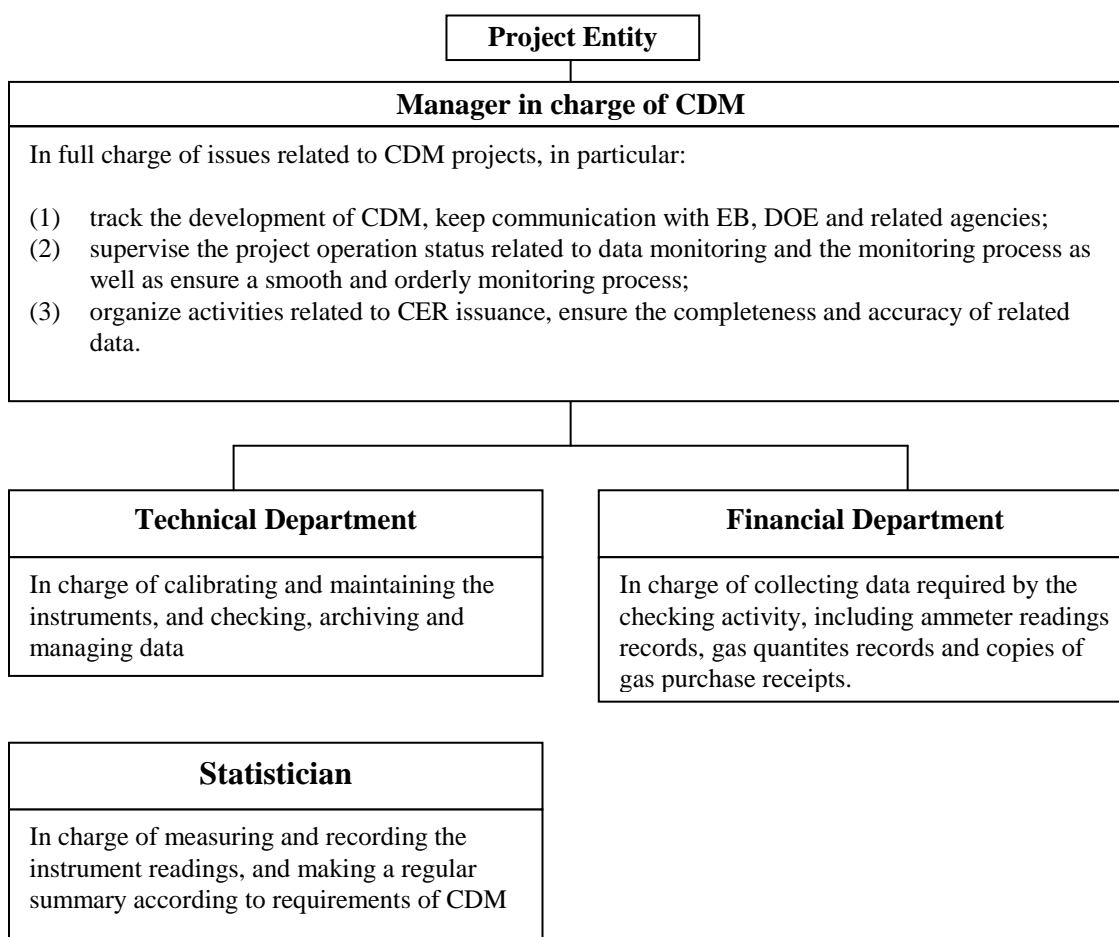 Project Entity
Manager in charge of CDM
In full charge of issues related to CDM projects, in particular:
(1) track the development of CDM, keep communication with EB, DOE and related agencies;
(2) supervise the project operation status related to data monitoring and the monitoring process as
well as ensure a smooth and orderly monitoring process;
(3) organize activities related to CER issuance, ensure the completeness and accuracy of related
data.
Technical Department
In charge of calibrating and maintaining the
instruments, and checking, archiving and
managing data
Financial Department
In charge of collecting data required by the
checking activity, including ammeter readings
records, gas quantites records and copies of
gas purchase receipts.
Statistician
In charge of measuring and recording the
instrument readings, and making a regular
summary according to requirements of CDM